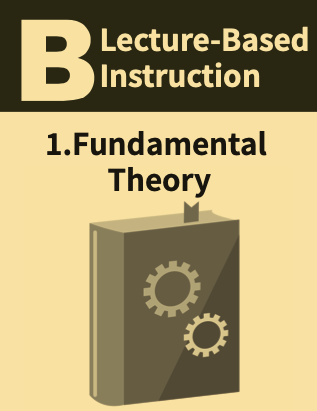 B Lecture-Based
Instruction
1.Fundamental
Theory